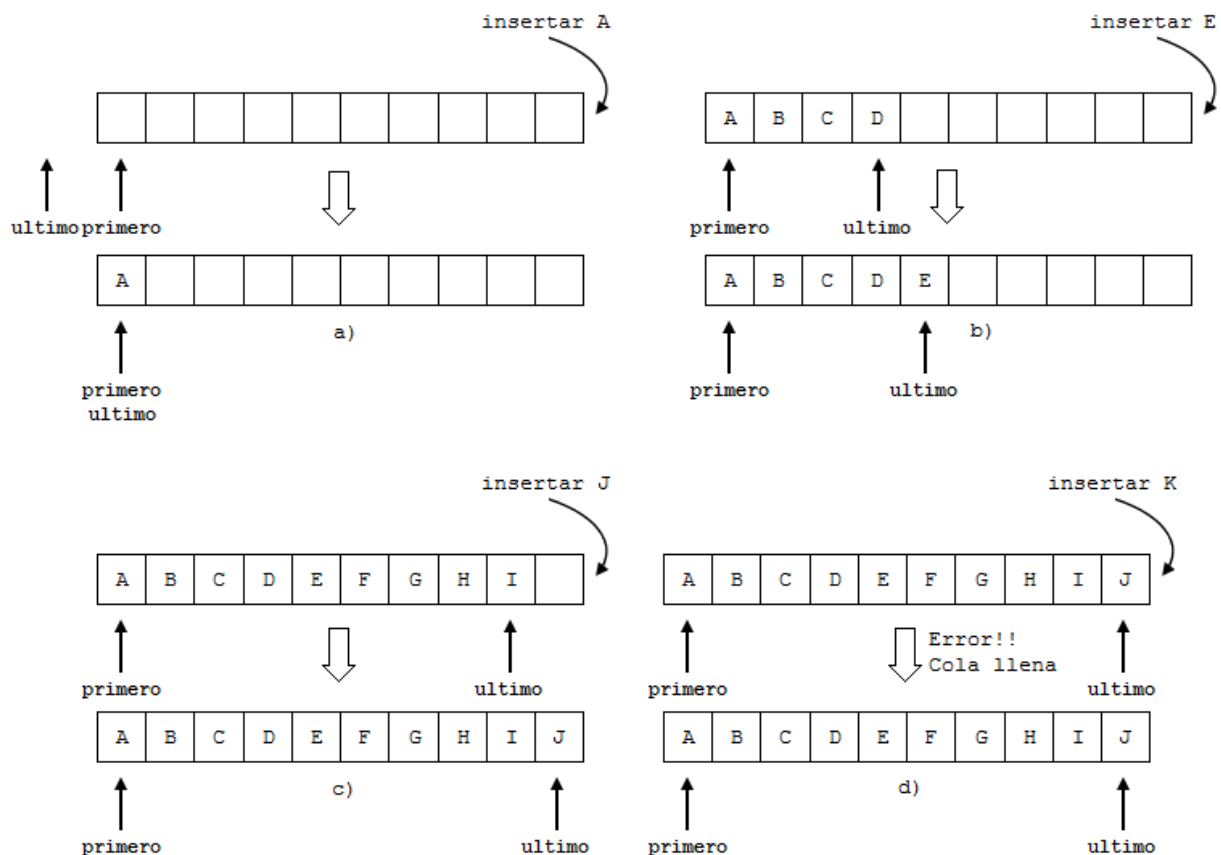 insertar A
ultimo primero
A
a)
primero
ultimo
insertar E
A B C D
primero ultimo
A B C D E
b)
primero ultimo
insertar J
A B C D E F G H I
primero ultimo
A B C D E F G H I J
c)
primero ultimo
insertar K
A B C D E F G H I J
Error!!
Cola llena
primero ultimo
A B C D E F G H I J
d)
primero ultimo